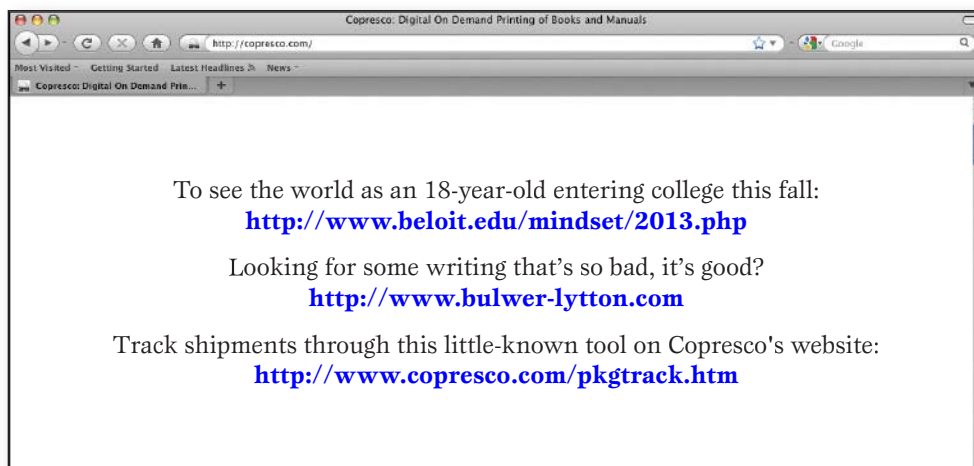 Copresco: Digital On Demand Printing of Books and Manuals
http://copresco.com/
Google
Most Visited Getting Started Latest Headlines News
Copresco: Digital On Demand Prin... +
To see the world as an 18-year-old entering college this fall:
http://www.beloit.edu/mindset/2013.php
Looking for some writing that’s so bad, it’s good?
http://www.bulwer-lytton.com
Track shipments through this little-known tool on Copresco's website:
http://www.copresco.com/pkgtrack.htm